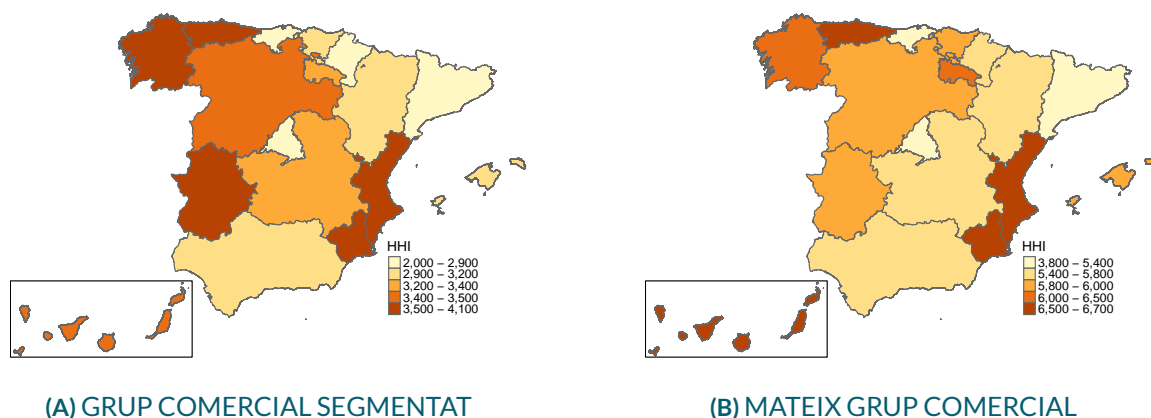 HHI
2,000 – 2,900
2,900 – 3,200
3,200 – 3,400
3,400 – 3,500
3,500 – 4,100
(A) GRUP COMERCIAL SEGMENTAT
HHI
3,800 – 5,400
5,400 – 5,800
5,800 – 6,000
6,000 – 6,500
6,500 – 6,700
(B) MATEIX GRUP COMERCIAL